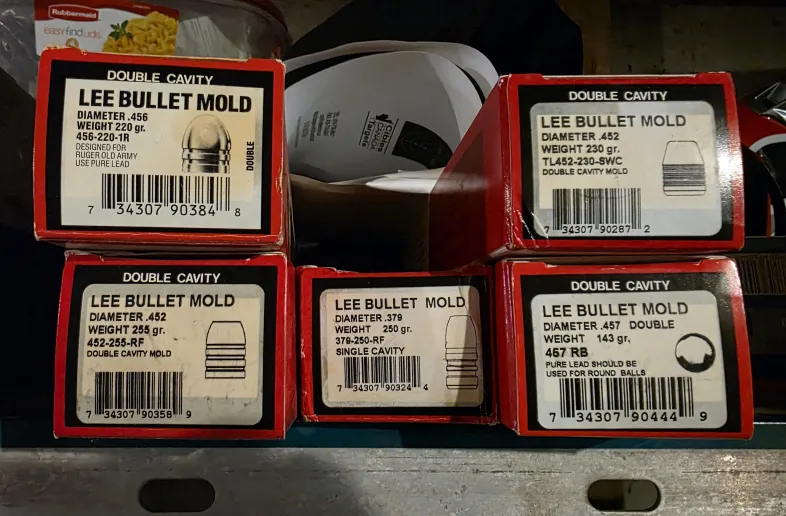 Rubbermaid
easyfindlids
DOUBLE CAVITY
LEE BULLET MOLD
DIAMETER .456
WEIGHT 220 gr.
456-220-1R
DESIGNED FOR
RUGER OLD ARMY
USE PURE LEAD
DOUBLE
7 34307 90384 8
Cibles
CANADA
Targets
DOUBLE CAVITY
LEE BULLET MOLD
DIAMETER .452
WEIGHT 230 gr.
TL452-230-SWC
DOUBLE CAVITY MOLD
7 34307 90287 2
DOUBLE CAVITY
LEE BULLET MOLD
DIAMETER .452
WEIGHT 255 gr.
452-255-RF
DOUBLE CAVITY MOLD
7 34307 90358 9
LEE BULLET MOLD
DIAMETER .379
WEIGHT 250 gr.
379-250-RF
SINGLE CAVITY
7 34307 90324 4
DOUBLE CAVITY
LEE BULLET MOLD
DIAMETER .457 DOUBLE
WEIGHT 143 gr.
457 RB
PURE LEAD SHOULD BE
USED FOR ROUND BALLS
7 34307 90444 9